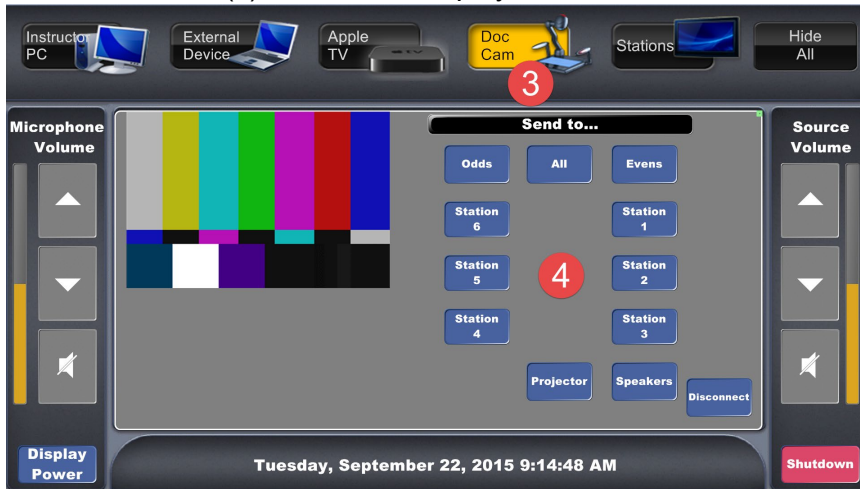 Instructor
PC
External
Device
Apple
TV
tv
Doc
Cam
3
Stations
Hide
All
Microphone
Volume
Send to...
Odds
All
Evens
Station
6
Station
1
Station
5
4
Station
2
Station
4
Station
3
Projector
Speakers
Disconnect
Source
Volume
Display
Power
Tuesday, September 22, 2015 9:14:48 AM
Shutdown